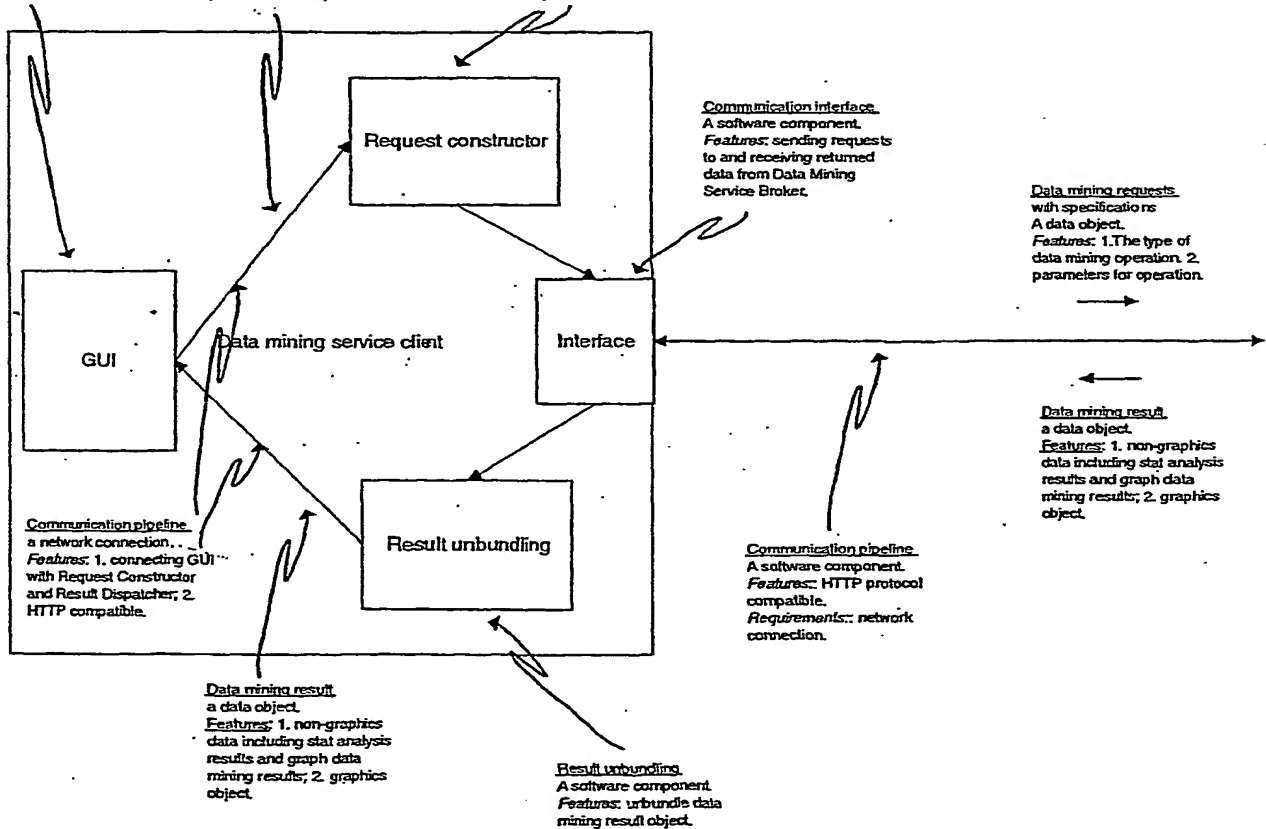 Request constructor
Communication interface
A software component.
Features: sending requests
to and receiving returned
data from Data Mining
Service Broker.
Data mining requests
with specifications
A data object.
Features: 1.The type of
data mining operation. 2.
parameters for operation.
GUI
Data mining service client
Interface
Data mining result
a data object.
Features: 1. non-graphics
data including stat analysis
results and graph data
mining results; 2. graphics
object.
Communication pipeline
a network connection.
Features: 1. connecting GUI
with Request Constructor
and Result Dispatcher; 2.
HTTP compatible.
Result unbundling
Communication pipeline
A software component.
Features:: HTTP protocol
compatible.
Requirements:: network
connection.
Data mining result
a data object.
Features: 1. non-graphics
data including stat analysis
results and graph data
mining results; 2. graphics
object.
Result unbundling
A software component
Features: unbundle data
mining result object.